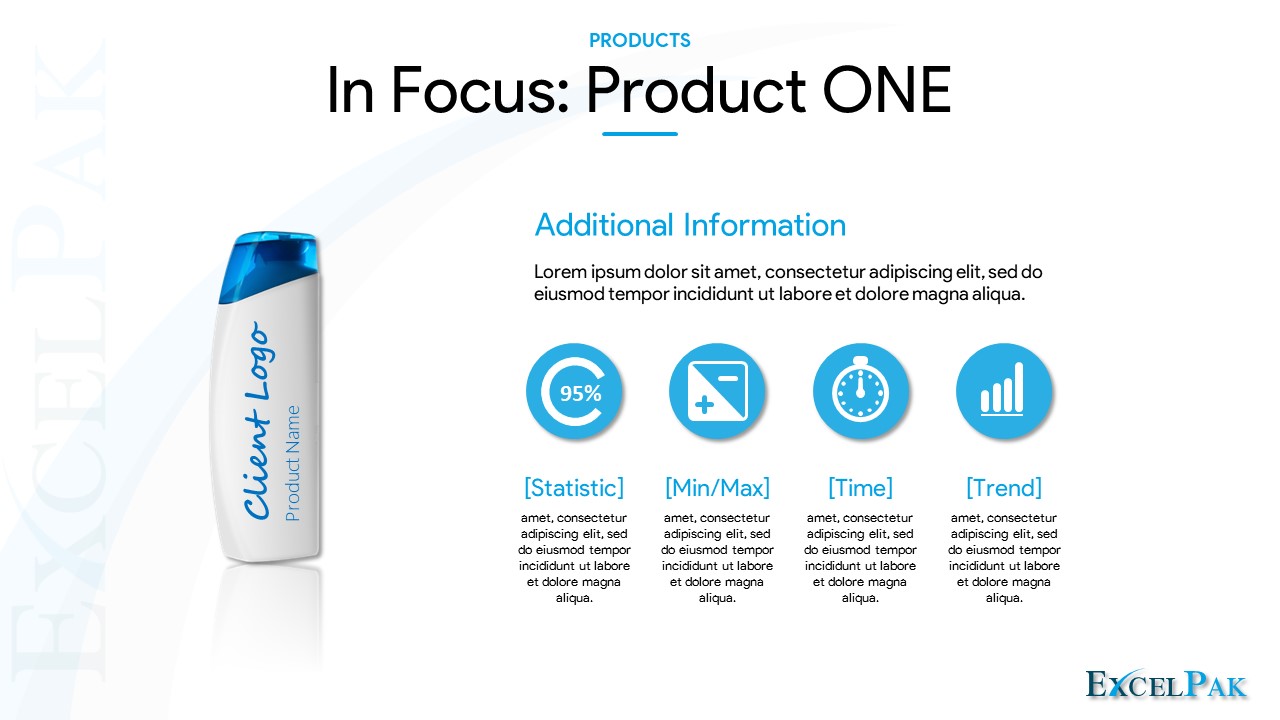 PRODUCTS
In Focus: Product ONE
EXCELPAK
Client Logo
Product Name
Additional Information
Lorem ipsum dolor sit amet, consectetur adipiscing elit, sed do
eiusmod tempor incididunt ut labore et dolore magna aliqua.
95%
[Statistic]
amet, consectetur
adipiscing elit, sed
do eiusmod tempor
incididunt ut labore
et dolore magna
aliqua.
[Min/Max]
amet, consectetur
adipiscing elit, sed
do eiusmod tempor
incididunt ut labore
et dolore magna
aliqua.
[Time]
amet, consectetur
adipiscing elit, sed
do eiusmod tempor
incididunt ut labore
et dolore magna
aliqua.
[Trend]
amet, consectetur
adipiscing elit, sed
do eiusmod tempor
incididunt ut labore
et dolore magna
aliqua.
EXCELPAK